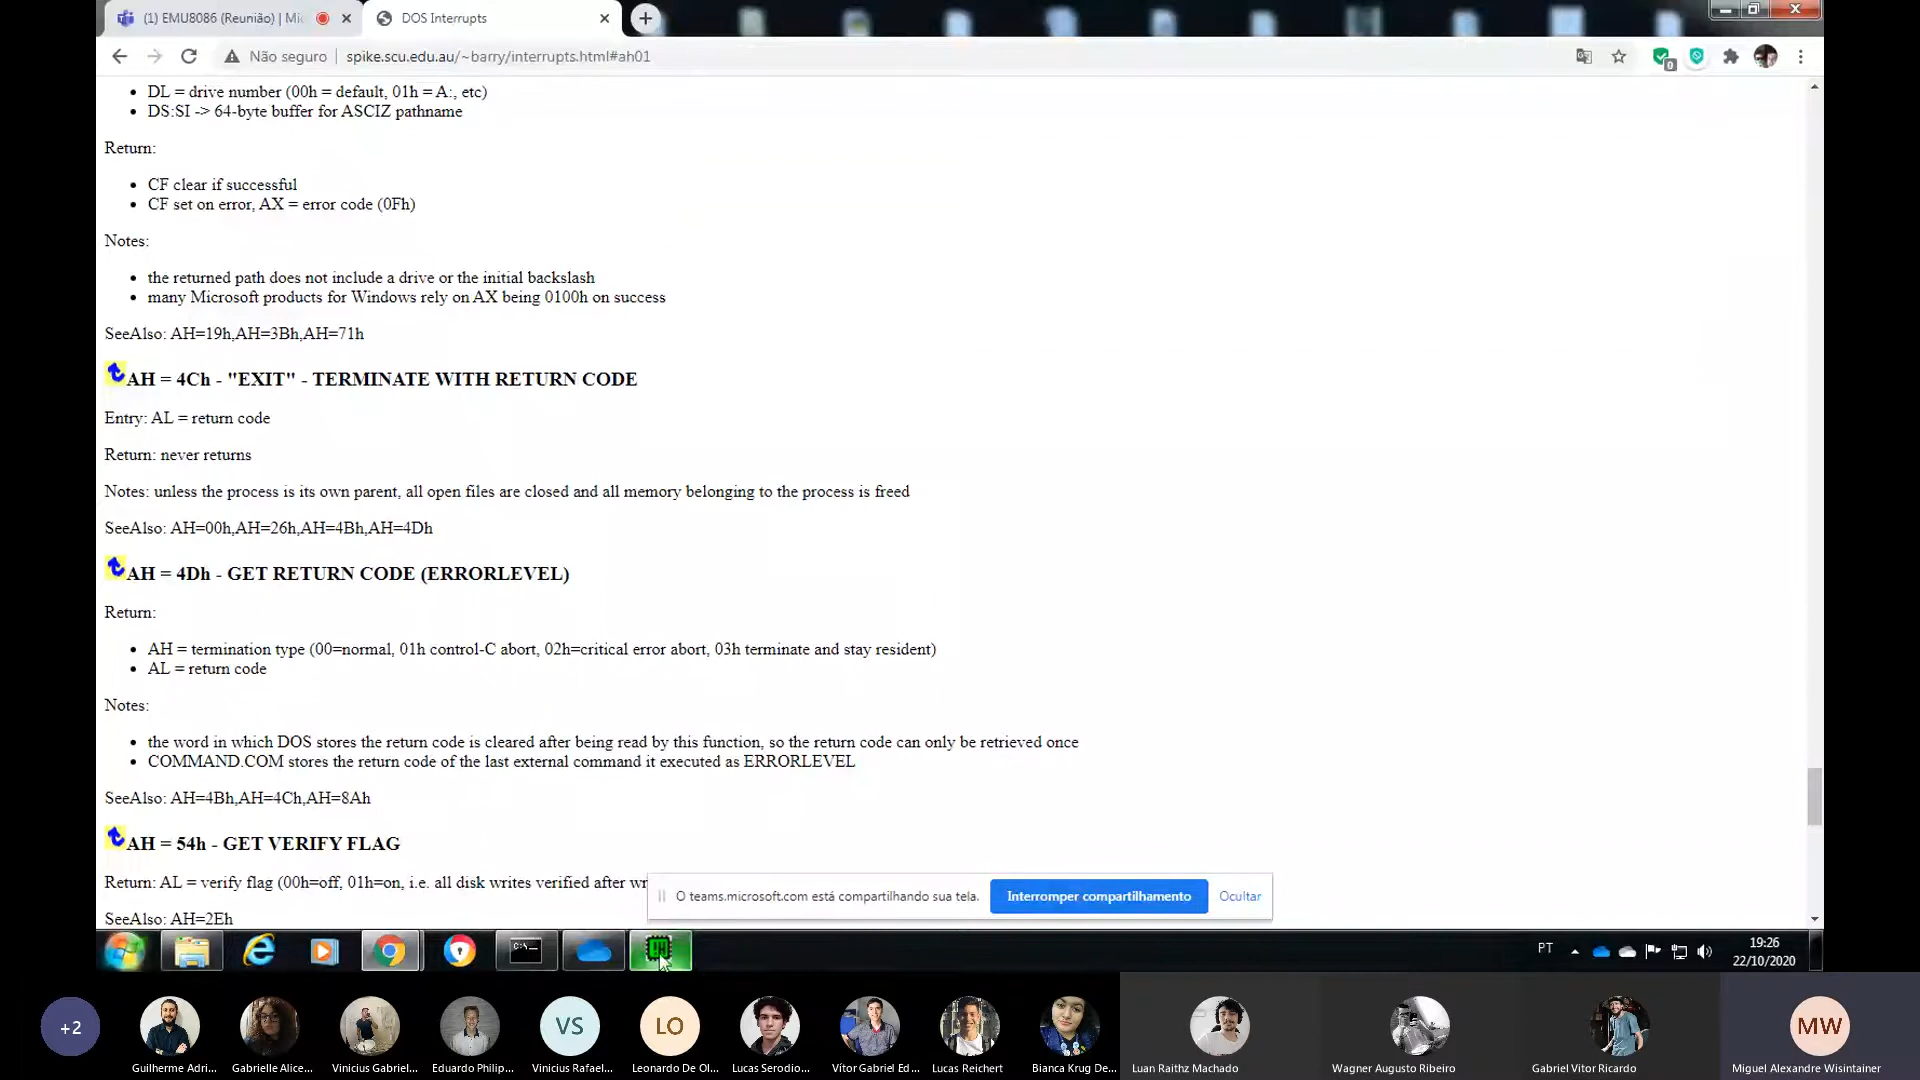 (1) EMU8086 (Reunião) | Mic
DOS Interrupts
Não seguro
spike.scu.edu.au/~barry/interrupts.html#ah01
DL = drive number (00h = default, 01h = A:, etc)
DS:SI -> 64-byte buffer for ASCIZ pathname
Return:
CF clear if successful
CF set on error, AX = error code (0Fh)
Notes:
the returned path does not include a drive or the initial backslash
many Microsoft products for Windows rely on AX being 0100h on success
SeeAlso: AH=19h,AH=3Bh,AH=71h
AH = 4Ch - "EXIT" - TERMINATE WITH RETURN CODE
Entry: AL = return code
Return: never returns
Notes: unless the process is its own parent, all open files are closed and all memory belonging to the process is freed
SeeAlso: AH=00h,AH=26h,AH=4Bh,AH=4Dh
AH = 4Dh - GET RETURN CODE (ERRORLEVEL)
Return:
AH = termination type (00=normal, 01h control-C abort, 02h=critical error abort, 03h terminate and stay resident)
AL = return code
Notes:
the word in which DOS stores the return code is cleared after being read by this function, so the return code can only be retrieved once
COMMAND.COM stores the return code of the last external command it executed as ERRORLEVEL
SeeAlso: AH=4Bh,AH=4Ch,AH=8Ah
AH = 54h - GET VERIFY FLAG
Return: AL = verify flag (00h=off, 01h=on, i.e. all disk writes verified after wr
O teams.microsoft.com está compartilhando sua tela.
Interromper compartilhamento
Ocultar
SeeAlso: AH=2Eh
PT
19:26
22/10/2020
+2
VS
LO
MW
Guilherme Adri...
Gabrielle Alice...
Vinicius Gabriel...
Eduardo Philip...
Vinicius Rafael...
Leonardo De Ol...
Lucas Serodio...
Vítor Gabriel Ed...
Lucas Reichert
Bianca Krug De...
Luan Raithz Machado
Wagner Augusto Ribeiro
Gabriel Vitor Ricardo
Miguel Alexandre Wisintainer